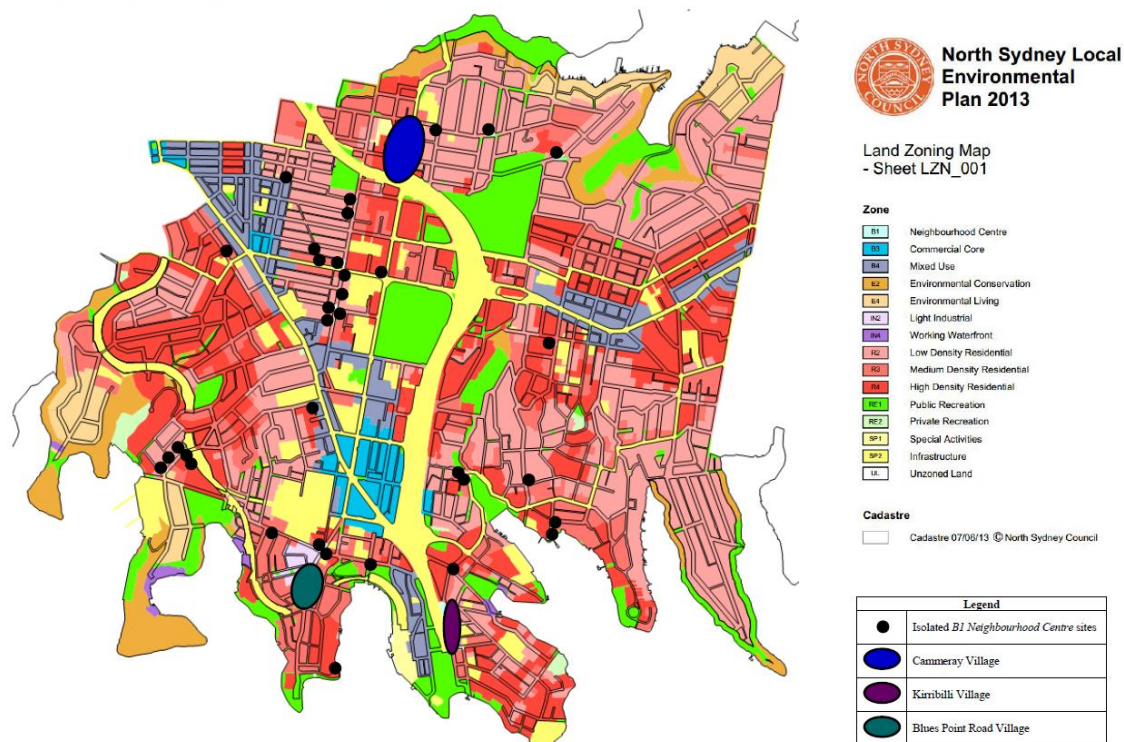 NORTH SYDNEY
COUNCIL
North Sydney Local
Environmental
Plan 2013
Land Zoning Map
- Sheet LZN_001
Zone
B1 Neighbourhood Centre
B3 Commercial Core
B4 Mixed Use
E2 Environmental Conservation
E4 Environmental Living
IN2 Light Industrial
IN4 Working Waterfront
R2 Low Density Residential
R3 Medium Density Residential
R4 High Density Residential
RE1 Public Recreation
RE2 Private Recreation
SP1 Special Activities
SP2 Infrastructure
UL Unzoned Land
Cadastre
Cadastre 07/06/13 © North Sydney Council
Legend
Isolated B1 Neighbourhood Centre sites
Cammeray Village
Kirribilli Village
Blues Point Road Village